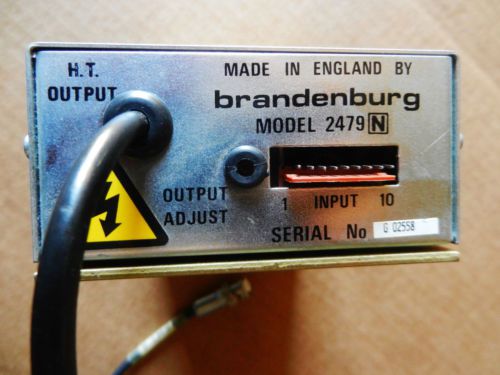 H.T.
OUTPUT
MADE IN ENGLAND BY
brandenburg
MODEL 2479 N
OUTPUT
ADJUST
1 INPUT 10
SERIAL No G 02558